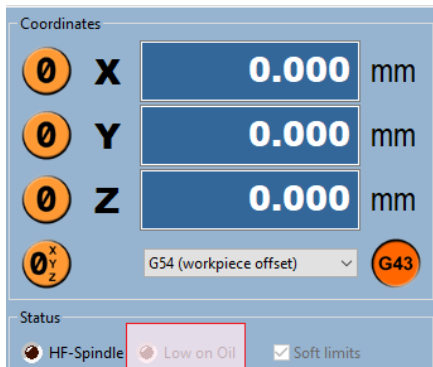 Coordinates
0 X 0.000 mm
0 Y 0.000 mm
0 Z 0.000 mm
0 X Y Z G54 (workpiece offset) G43
Status
HF-Spindle Low on Oil Soft limits